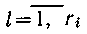 l = \overline{1, r_i}